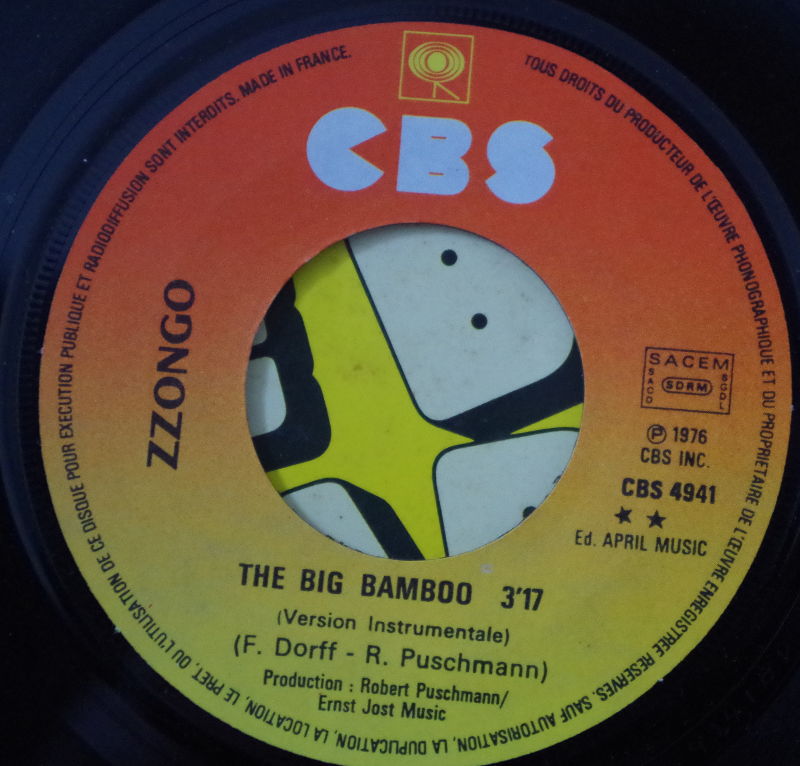 TOUS DROITS DU PRODUCTEUR DE L'ŒUVRE PHONOGRAPHIQUE ET DU PROPRIETAIRE DE L'ŒUVRE ENREGISTREE RESERVES. SAUF AUTORISATION, LA DUPLICATION, LA LOCATION, LE PRET, OU L'UTILISATION DE CE DISQUE POUR EXECUTION PUBLIQUE ET RADIODIFFUSION SONT INTERDITS. MADE IN FRANCE.
CBS
ZZONGO
SACEM
SACD
SDRM
SGDL
Ⓟ 1976
CBS INC.
CBS 4941
★ ★
Ed. APRIL MUSIC
THE BIG BAMBOO 3'17
(Version Instrumentale)
(F. Dorff - R. Puschmann)
Production : Robert Puschmann/
Ernst Jost Music